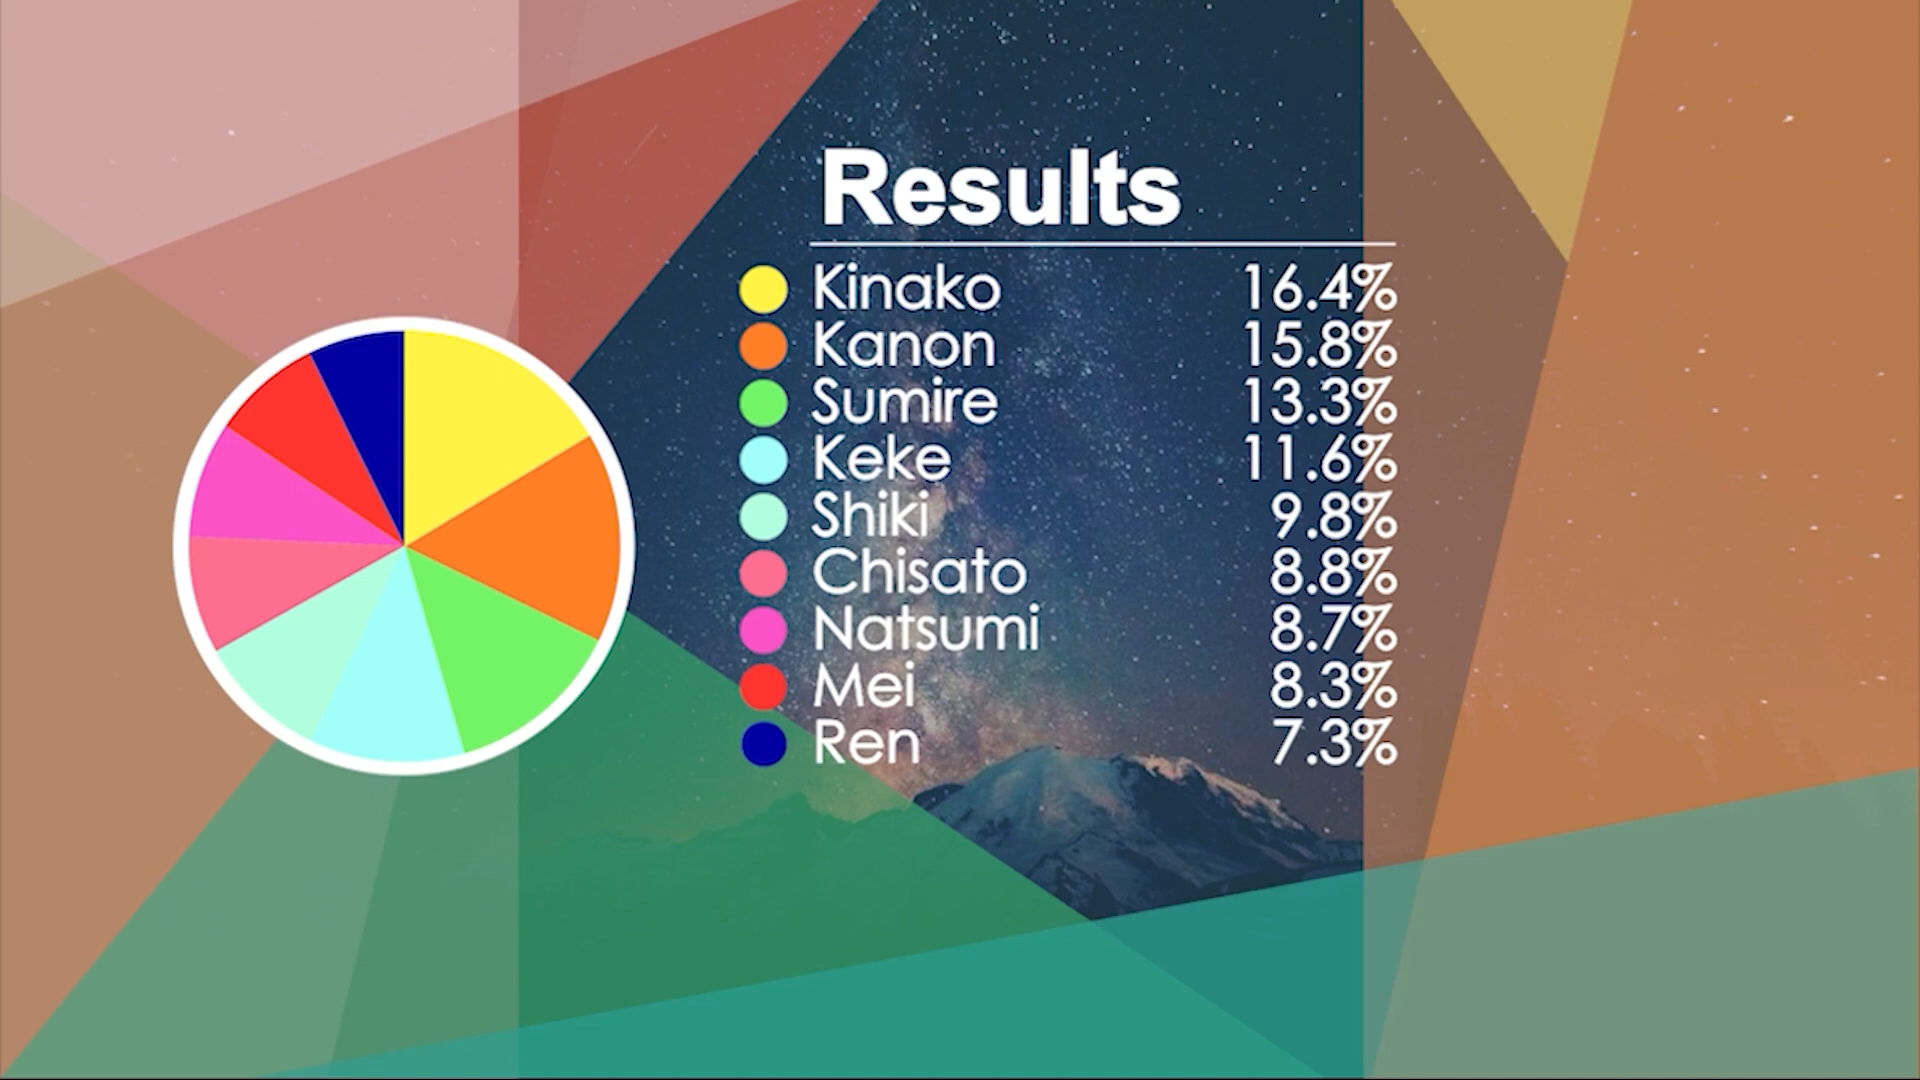 Results
Kinako 16.4%
Kanon 15.8%
Sumire 13.3%
Keke 11.6%
Shiki 9.8%
Chisato 8.8%
Natsumi 8.7%
Mei 8.3%
Ren 7.3%